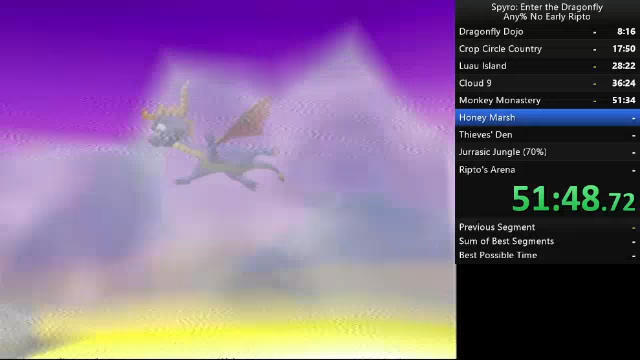 Spyro: Enter the Dragonfly
Any% No Early Ripto
Dragonfly Dojo - 8:16
Crop Circle Country - 17:50
Luau Island - 28:22
Cloud 9 - 36:24
Monkey Monastery - 51:34
Honey Marsh -
Thieves' Den -
Jurrasic Jungle (70%) -
Ripto's Arena -
51:48.72
Previous Segment -
Sum of Best Segments -
Best Possible Time -